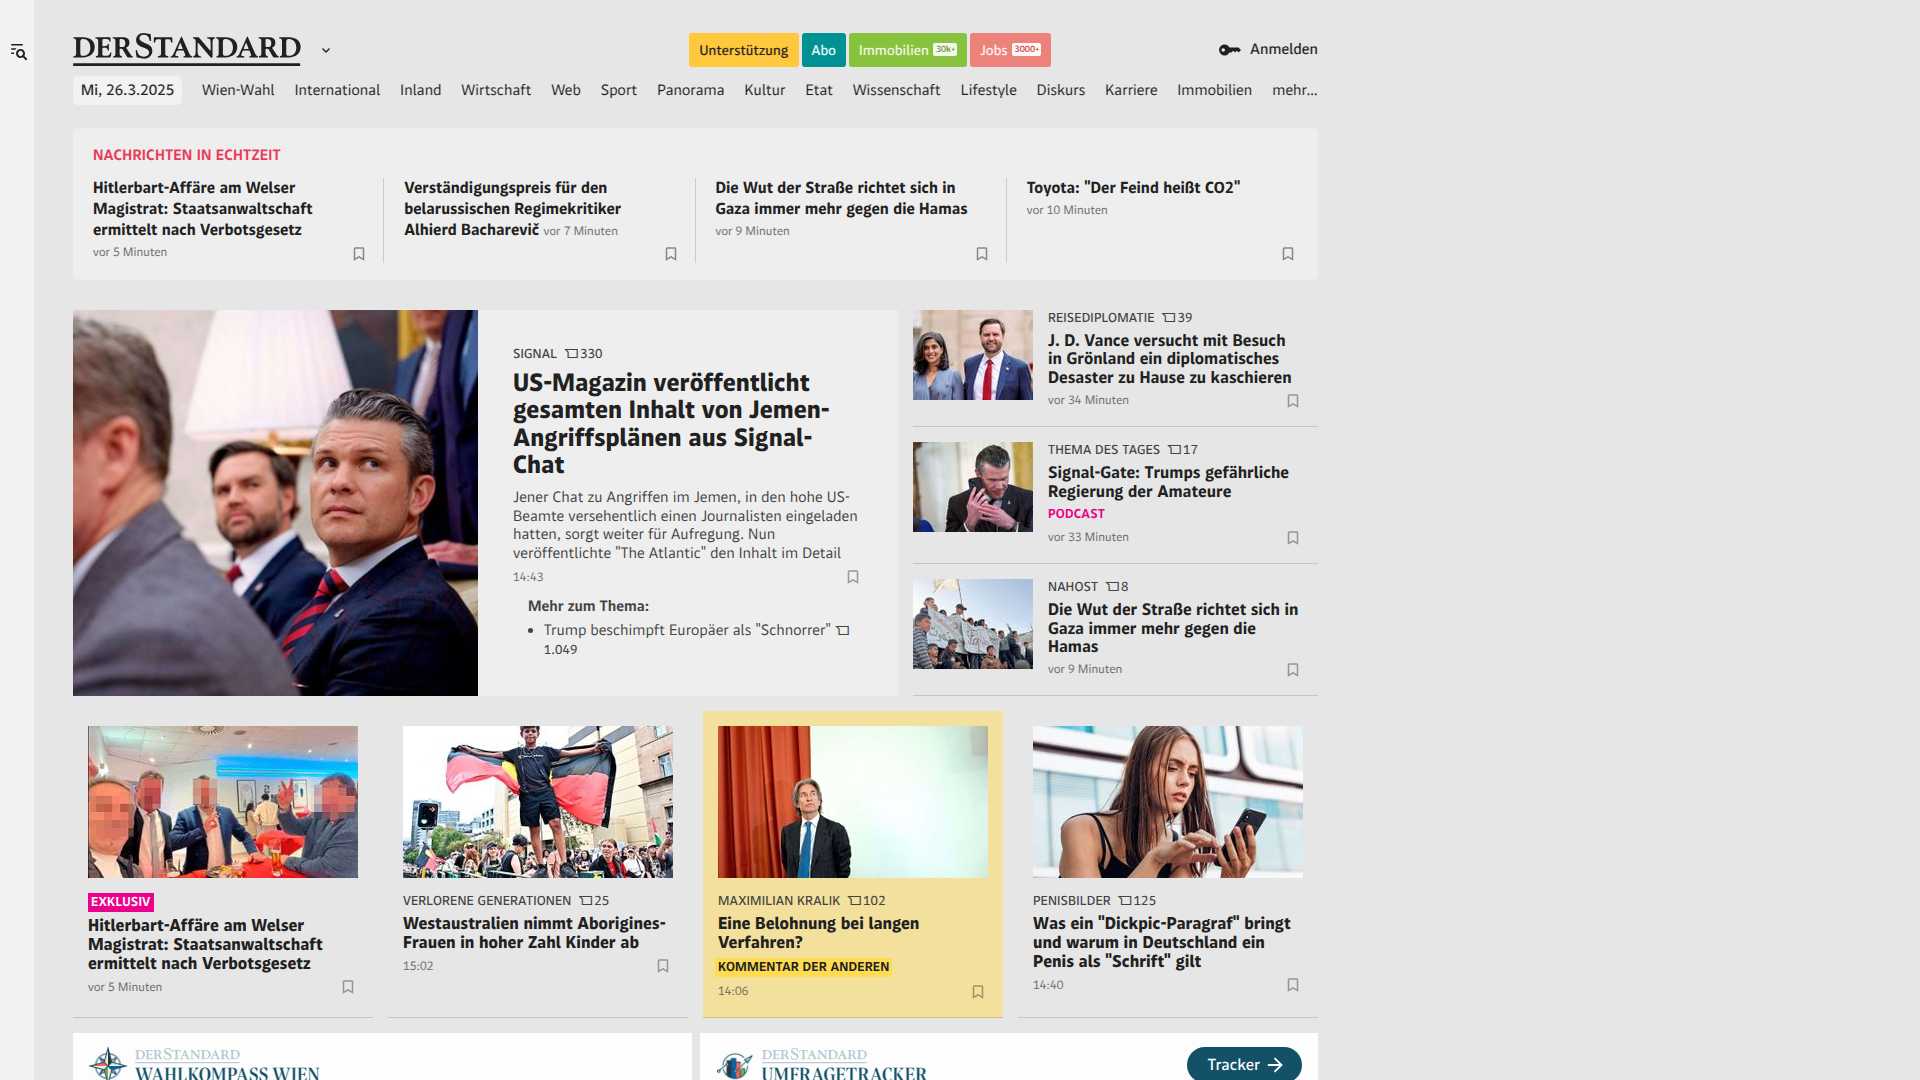 DERSTANDARD
Unterstützung
Abo
Immobilien 30k+
Jobs 3000+
Anmelden
Mi, 26.3.2025
Wien-Wahl
International
Inland
Wirtschaft
Web
Sport
Panorama
Kultur
Etat
Wissenschaft
Lifestyle
Diskurs
Karriere
Immobilien
mehr...
NACHRICHTEN IN ECHTZEIT
Hitlerbart-Affäre am Welser
Magistrat: Staatsanwaltschaft
ermittelt nach Verbotsgesetz
vor 5 Minuten
Verständigungspreis für den
belarussischen Regimekritiker
Alhierd Bacharevič vor 7 Minuten
Die Wut der Straße richtet sich in
Gaza immer mehr gegen die Hamas
vor 9 Minuten
Toyota: "Der Feind heißt CO2"
vor 10 Minuten
SIGNAL 330
US-Magazin veröffentlicht
gesamten Inhalt von Jemen-
Angriffsplänen aus Signal-
Chat
Jener Chat zu Angriffen im Jemen, in den hohe US-
Beamte versehentlich einen Journalisten eingeladen
hatten, sorgt weiter für Aufregung. Nun
veröffentlichte "The Atlantic" den Inhalt im Detail
14:43
Mehr zum Thema:
• Trump beschimpft Europäer als "Schnorrer"
1.049
REISEDIPLOMATIE 39
J. D. Vance versucht mit Besuch
in Grönland ein diplomatisches
Desaster zu Hause zu kaschieren
vor 34 Minuten
THEMA DES TAGES 17
Signal-Gate: Trumps gefährliche
Regierung der Amateure
PODCAST
vor 33 Minuten
NAHOST 8
Die Wut der Straße richtet sich in
Gaza immer mehr gegen die
Hamas
vor 9 Minuten
EXKLUSIV
Hitlerbart-Affäre am Welser
Magistrat: Staatsanwaltschaft
ermittelt nach Verbotsgesetz
vor 5 Minuten
VERLORENE GENERATIONEN 25
Westaustralien nimmt Aborigines-
Frauen in hoher Zahl Kinder ab
15:02
MAXIMILIAN KRALIK 102
Eine Belohnung bei langen
Verfahren?
KOMMENTAR DER ANDEREN
14:06
PENISBILDER 125
Was ein "Dickpic-Paragraf" bringt
und warum in Deutschland ein
Penis als "Schrift" gilt
14:40
DERSTANDARD
WAHLKOMPASS WIEN
DERSTANDARD
UMFRAGETRACKER
Tracker